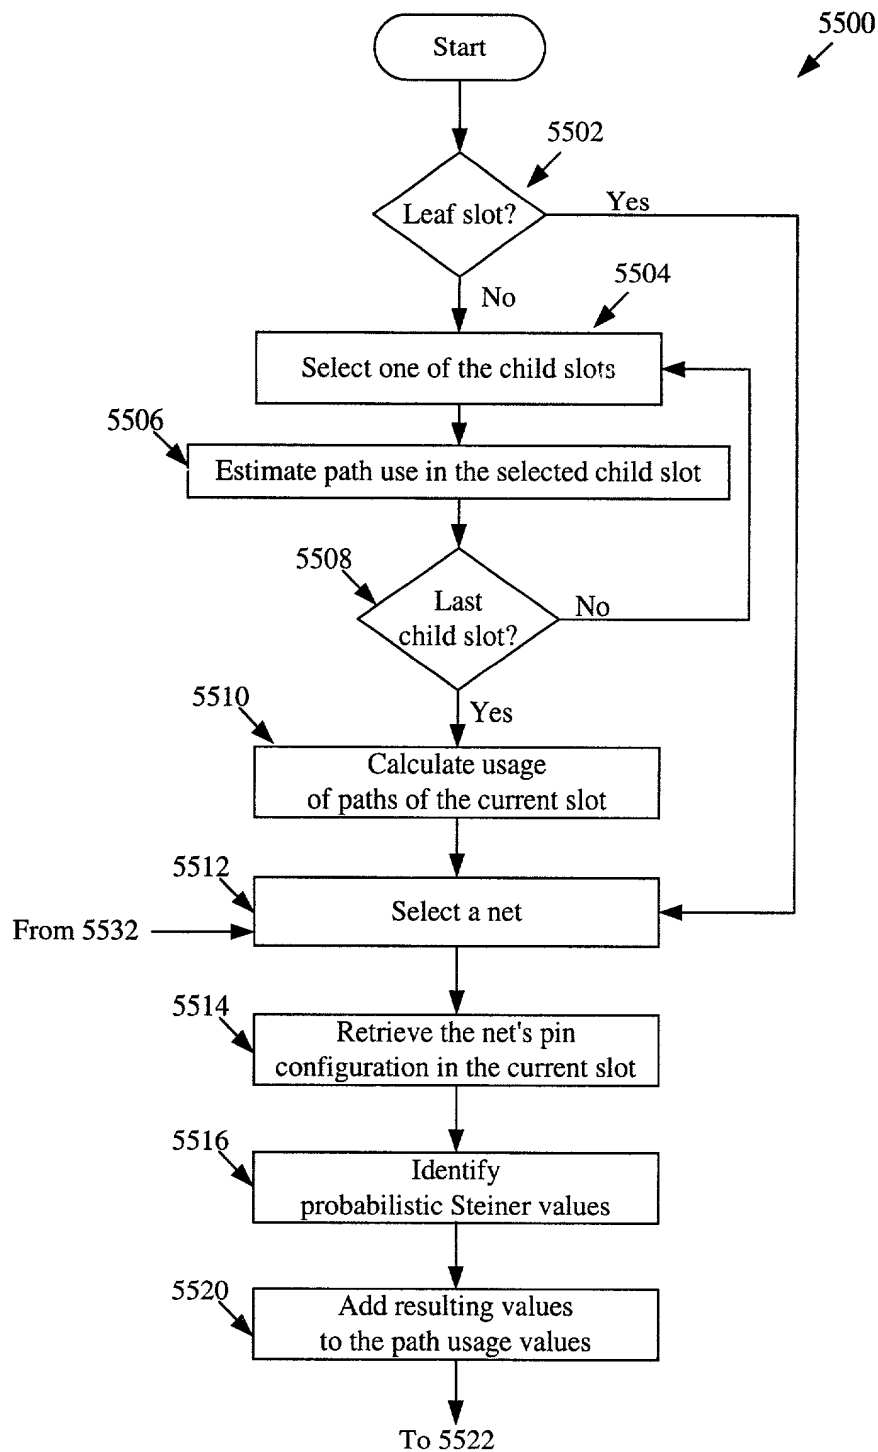 5500
Start
5502
Leaf slot?
Yes
No
5504
Select one of the child slots
5506
Estimate path use in the selected child slot
5508
Last
child slot?
No
Yes
5510
Calculate usage
of paths of the current slot
5512
Select a net
From 5532
5514
Retrieve the net's pin
configuration in the current slot
5516
Identify
probabilistic Steiner values
5520
Add resulting values
to the path usage values
To 5522